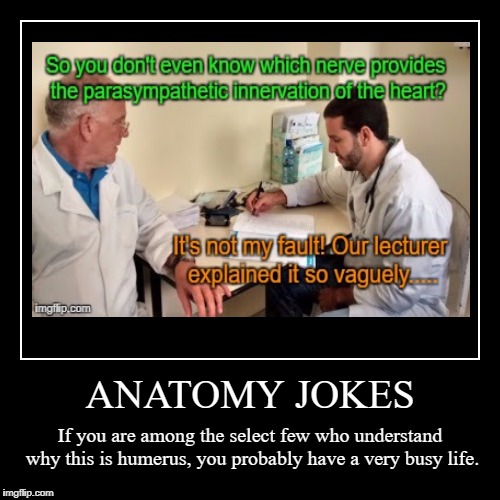 So you don't even know which nerve provides
the parasympathetic innervation of the heart?
It's not my fault! Our lecturer
explained it so vaguely.....
imgflip.com
ANATOMY JOKES
If you are among the select few who understand
why this is humerus, you probably have a very busy life.
imgflip.com